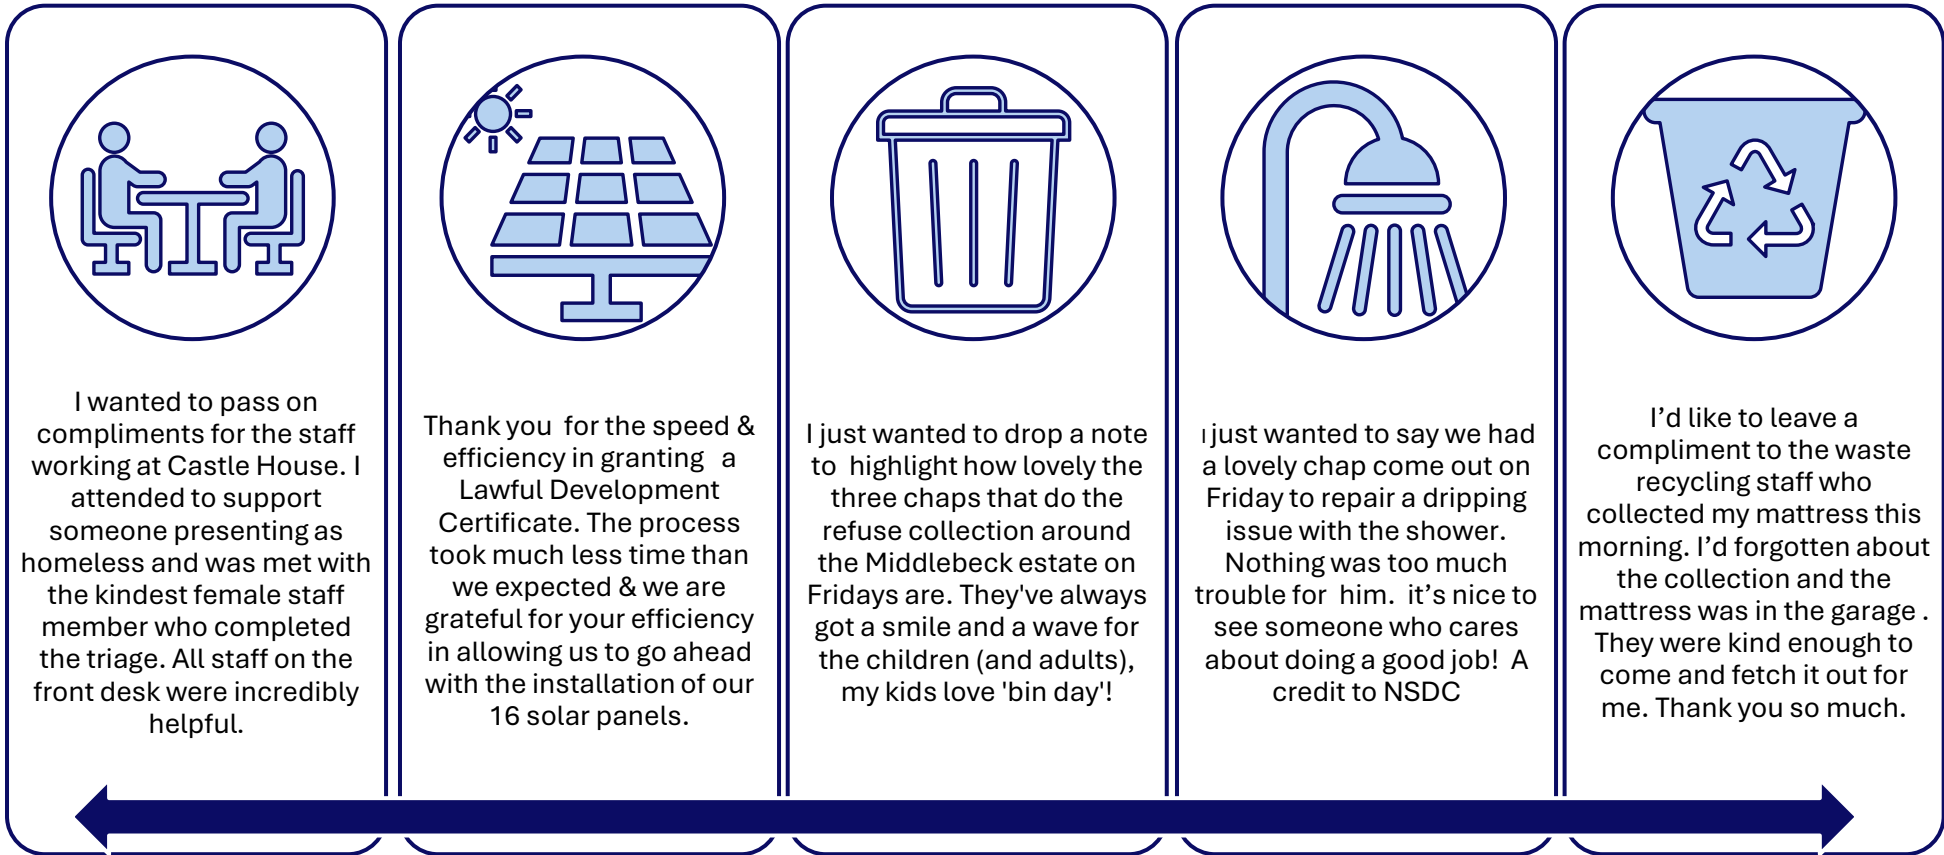 I wanted to pass on
compliments for the staff
working at Castle House. I
attended to support
someone presenting as
homeless and was met with
the kindest female staff
member who completed
the triage. All staff on the
front desk were incredibly
helpful.
Thank you  for the speed &
efficiency in granting  a
Lawful Development
Certificate. The process
took much less time than
we expected & we are
grateful for your efficiency
in allowing us to go ahead
with the installation of our
16 solar panels.
I just wanted to drop a note
to  highlight how lovely the
three chaps that do the
refuse collection around
the Middlebeck estate on
Fridays are. They've always
got a smile and a wave for
the children (and adults),
my kids love 'bin day'!
I just wanted to say we had
a lovely chap come out on
Friday to repair a dripping
issue with the shower.
Nothing was too much
trouble for  him.  it’s nice to
see someone who cares
about doing a good job!  A
credit to NSDC
I’d like to leave a
compliment to the waste
recycling staff who
collected my mattress this
morning. I’d forgotten about
the collection and the
mattress was in the garage .
They were kind enough to
come and fetch it out for
me. Thank you so much.